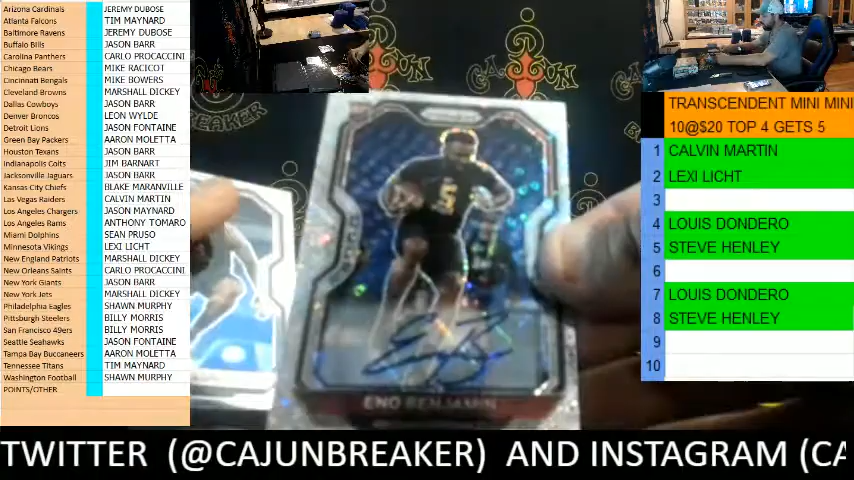 Arizona Cardinals JEREMY DUBOSE
Atlanta Falcons TIM MAYNARD
Baltimore Ravens JEREMY DUBOSE
Buffalo Bills JASON BARR
Carolina Panthers CARLO PROCACCINI
Chicago Bears MIKE RACICOT
Cincinnati Bengals MIKE BOWERS
Cleveland Browns MARSHALL DICKEY
Dallas Cowboys JASON BARR
Denver Broncos LEON WYLDE
Detroit Lions JASON FONTAINE
Green Bay Packers AARON MOLETTA
Houston Texans JASON BARR
Indianapolis Colts JIM BARNART
Jacksonville Jaguars JASON BARR
Kansas City Chiefs BLAKE MARANVILLE
Las Vegas Raiders CALVIN MARTIN
Los Angeles Chargers JASON MAYNARD
Los Angeles Rams ANTHONY TOMARO
Miami Dolphins SEAN PRUSO
Minnesota Vikings LEXI LICHT
New England Patriots MARSHALL DICKEY
New Orleans Saints CARLO PROCACCINI
New York Giants JASON BARR
New York Jets MARSHALL DICKEY
Philadelphia Eagles SHAWN MURPHY
Pittsburgh Steelers BILLY MORRIS
San Francisco 49ers BILLY MORRIS
Seattle Seahawks JASON FONTAINE
Tampa Bay Buccaneers AARON MOLETTA
Tennessee Titans TIM MAYNARD
Washington Football SHAWN MURPHY
POINTS/OTHER
CAJUN
BREAKER
5
ENO BENJAMIN
TRANSCENDENT MINI MINI
10@$20 TOP 4 GETS 5
1 CALVIN MARTIN
2 LEXI LICHT
3
4 LOUIS DONDERO
5 STEVE HENLEY
6
7 LOUIS DONDERO
8 STEVE HENLEY
9
10
TWITTER (@CAJUNBREAKER) AND INSTAGRAM (CA